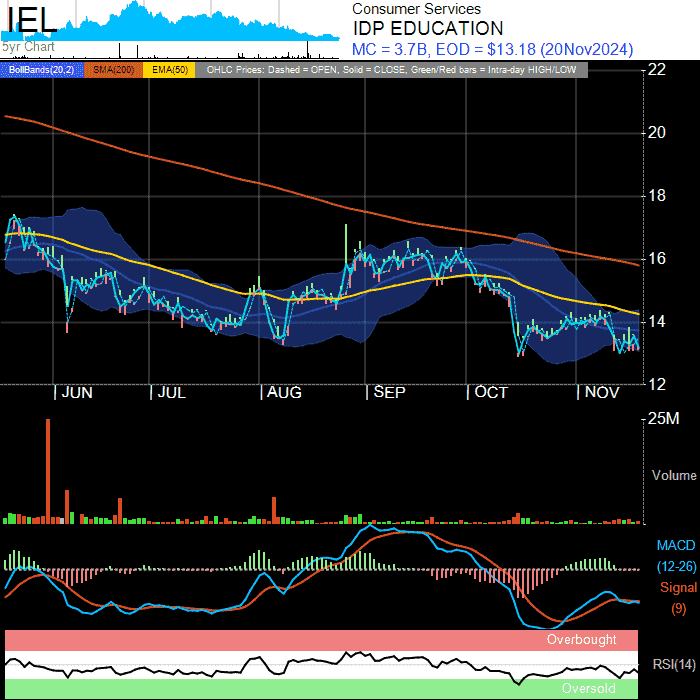 IEL
5yr Chart
Consumer Services
IDP EDUCATION
MC = 3.7B, EOD = $13.18 (20Nov2024)
BollBands(20,2) SMA(200) EMA(50) OHLC Prices: Dashed = OPEN, Solid = CLOSE, Green/Red bars = Intra-day HIGH/LOW
22
20
18
16
14
12
| JUN | JUL | AUG | SEP | OCT | NOV
25M
Volume
MACD
(12-26)
Signal
(9)
Overbought
RSI(14)
Oversold